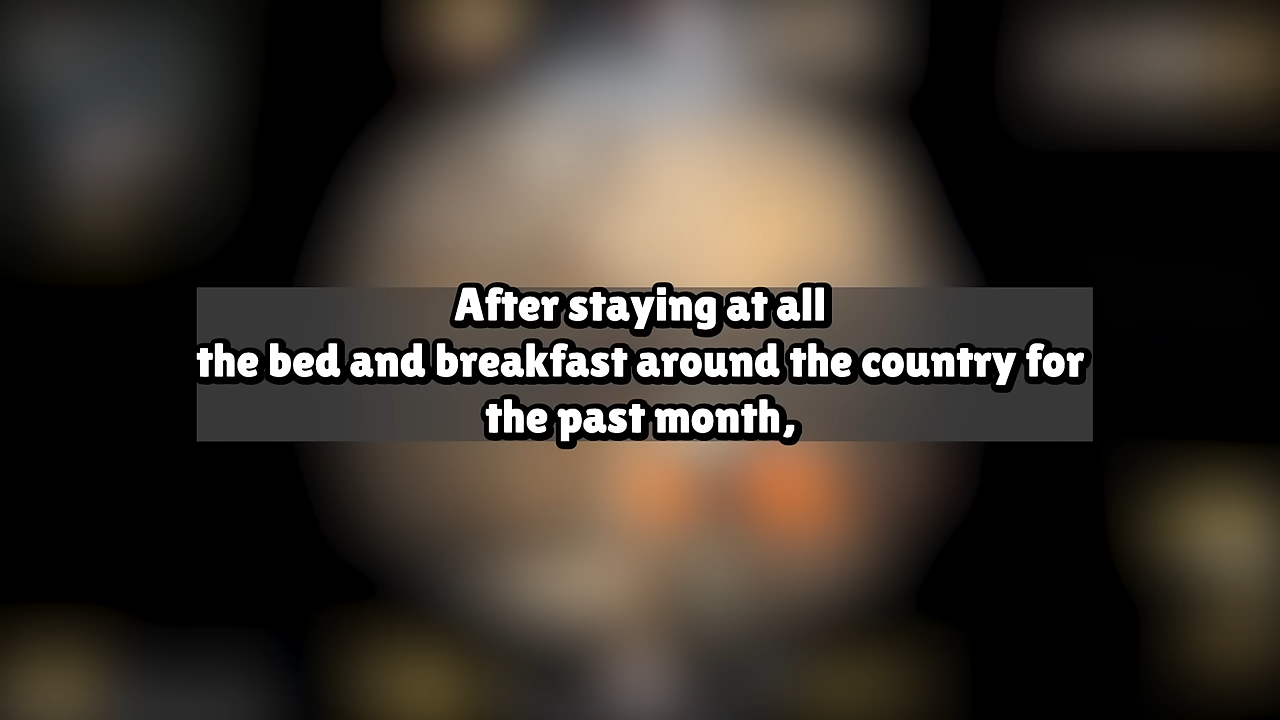 After staying at all
the bed and breakfast around the country for
the past month,